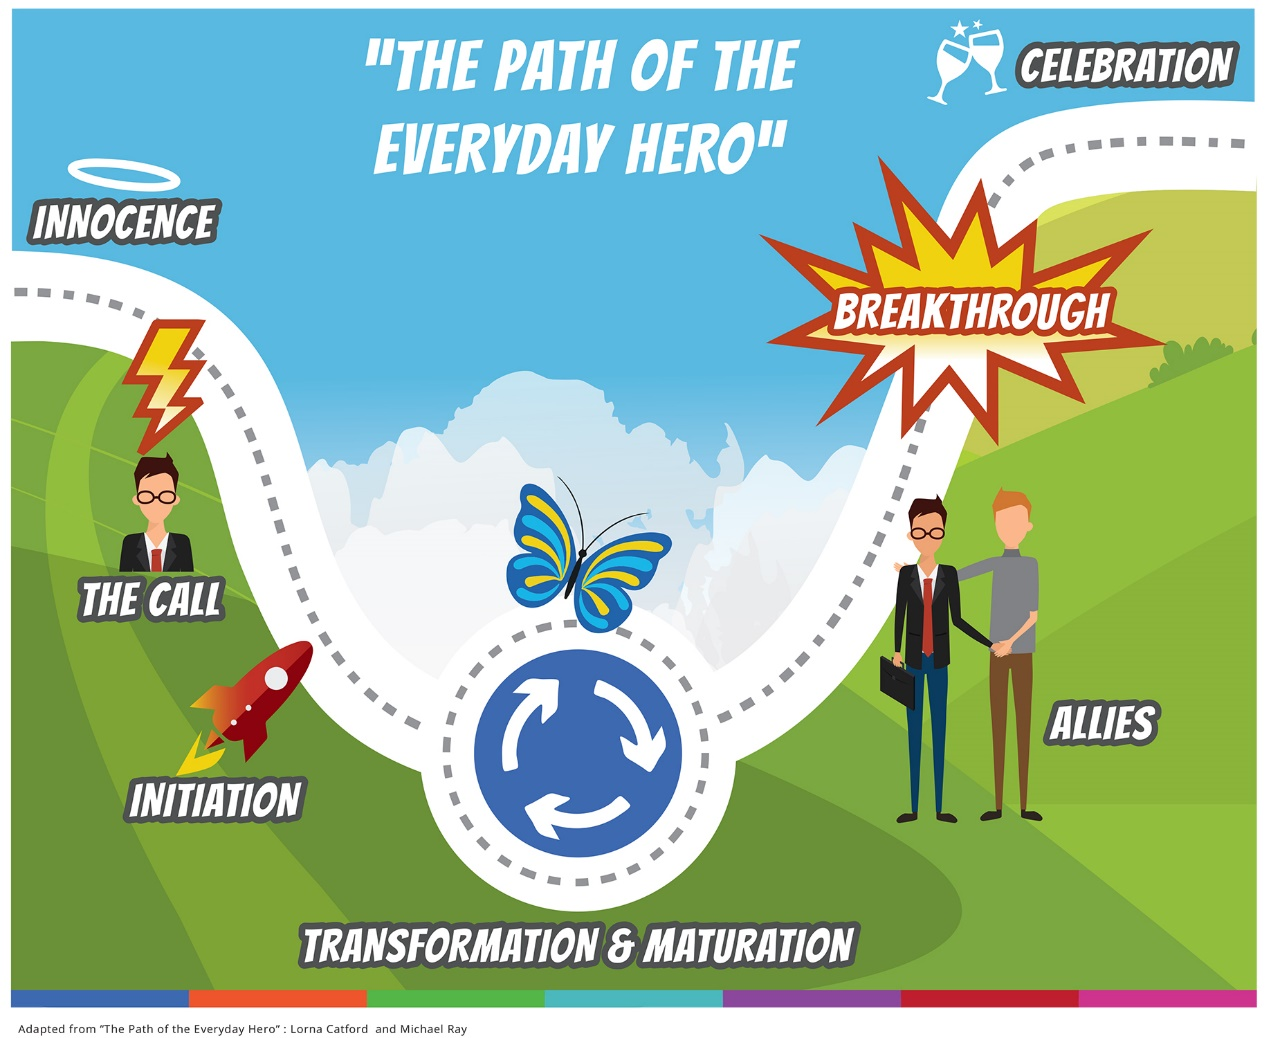 "THE PATH OF THE
EVERYDAY HERO"
CELEBRATION
INNOCENCE
BREAKTHROUGH
THE CALL
ALLIES
INITIATION
TRANSFORMATION & MATURATION
Adapted from "The Path of the Everyday Hero" : Lorna Catford and Michael Ray